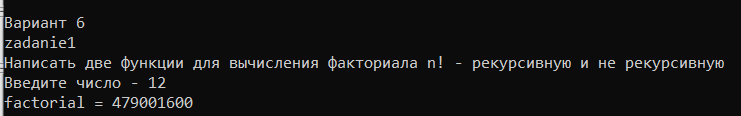 Вариант 6
zadanie1
Написать две функции для вычисления факториала n! - рекурсивную и не рекурсивную
Введите число - 12
factorial = 479001600